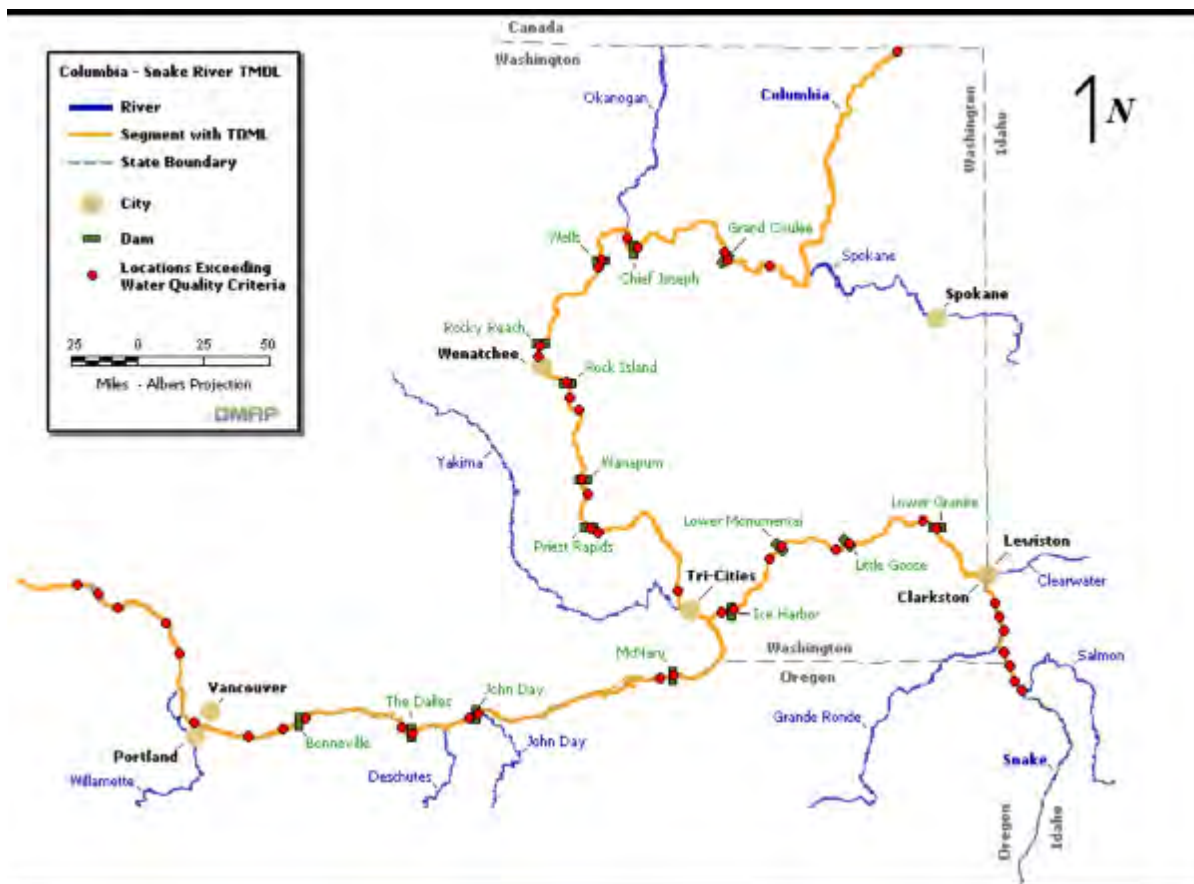 Canada
Washington
Columbia - Snake River TMDL
River
Segment with TDML
State Boundary
City
Dam
Locations Exceeding
Water Quality Criteria
25 0 25 50
Miles - Albers Projection
DMAP
N
Okanogan
Columbia
Washington
Idaho
Wells
Grand Coulee
Chief Joseph
Spokane
Spokane
Rocky Reach
Wenatchee
Rock Island
Yakima
Wanapum
Priest Rapids
Lower Monumental
Lower Granite
Little Goose
Lewiston
Clearwater
Clarkston
Tri-Cities
Ice Harbor
McNary
Washington
Oregon
Salmon
Grande Ronde
Snake
Vancouver
The Dalles
John Day
Portland
Bonneville
John Day
Willamette
Deschutes
Oregon
Idaho